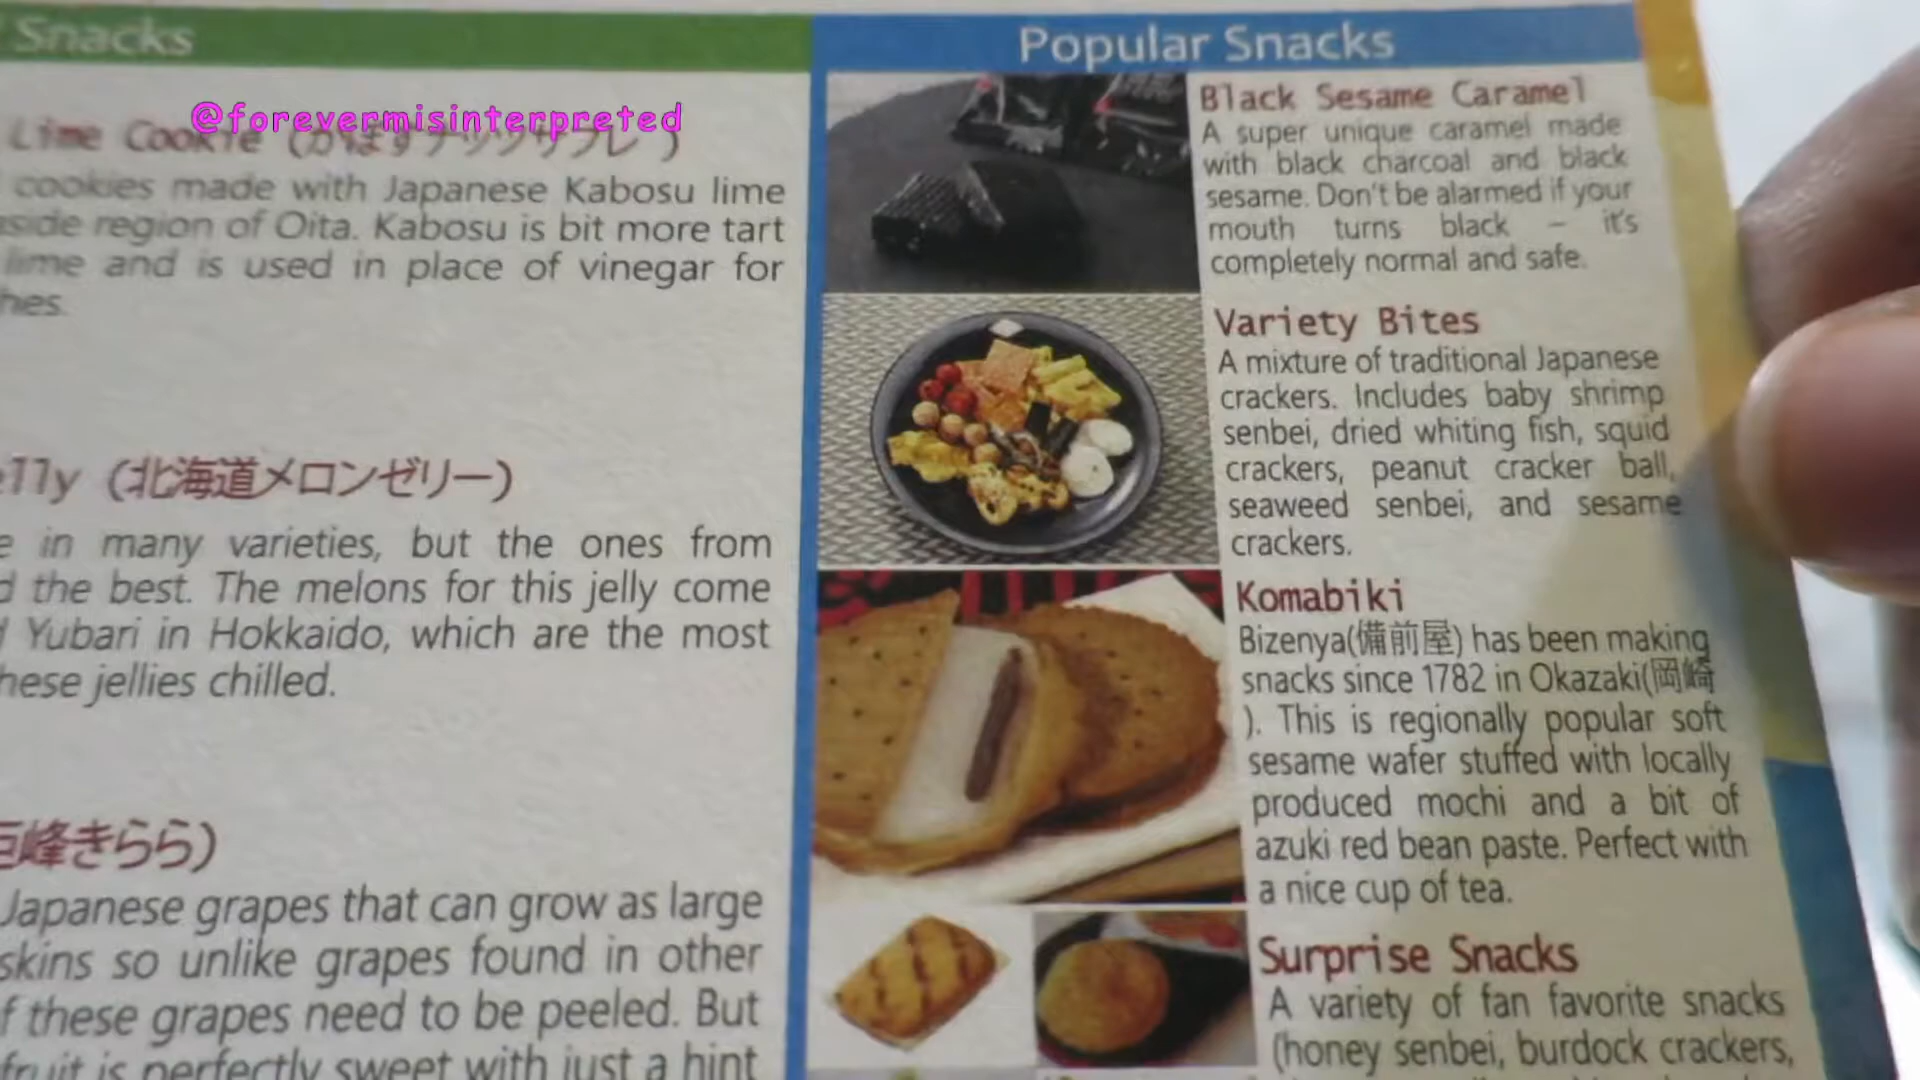 Snacks
@forevermisinterpreted
Lime Cookie
cookies made with Japanese Kabosu lime
region of Oita. Kabosu is bit more tart
lime and is used in place of vinegar for
(北海道メロンゼリー)
in many varieties, but the ones from
the best. The melons for this jelly come
Yubari in Hokkaido, which are the most
jellies chilled.
峰きらら)
Japanese grapes that can grow as large
skins so unlike grapes found in other
these grapes need to be peeled. But
fruit is perfectly sweet with just a hint
Popular Snacks
Black Sesame Caramel
A super unique caramel made
with black charcoal and black
sesame. Don't be alarmed if your
mouth turns black – it's
completely normal and safe.
Variety Bites
A mixture of traditional Japanese
crackers. Includes baby shrimp
senbei, dried whiting fish, squid
crackers, peanut cracker ball,
seaweed senbei, and sesame
crackers.
Komabiki
Bizenya(備前屋) has been making
snacks since 1782 in Okazaki(岡崎
). This is regionally popular soft
sesame wafer stuffed with locally
produced mochi and a bit of
azuki red bean paste. Perfect with
a nice cup of tea.
Surprise Snacks
A variety of fan favorite snacks
(honey senbei, burdock crackers,